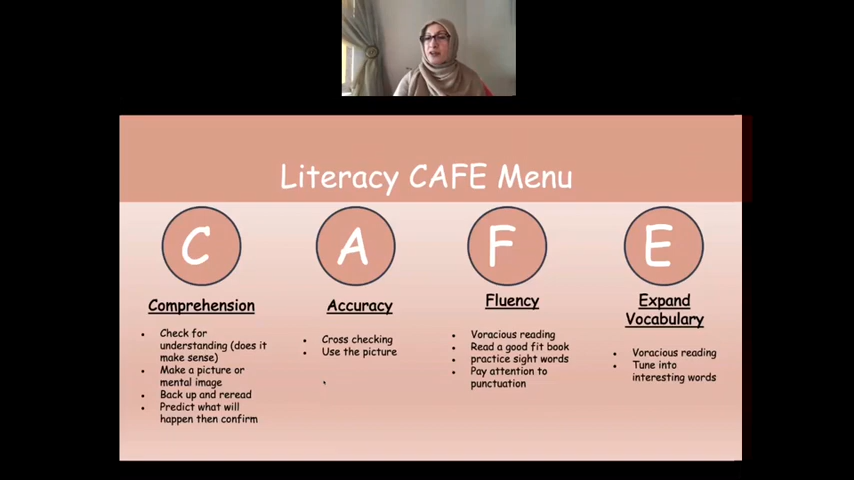 Literacy CAFE Menu
C
A
F
E
Comprehension
Check for
understanding (does it
make sense)
Make a picture or
mental image
Back up and reread
Predict what will
happen then confirm
Accuracy
Cross checking
Use the picture
Fluency
Voracious reading
Read a good fit book
practice sight words
Pay attention to
punctuation
Expand
Vocabulary
Voracious reading
Tune into
interesting words